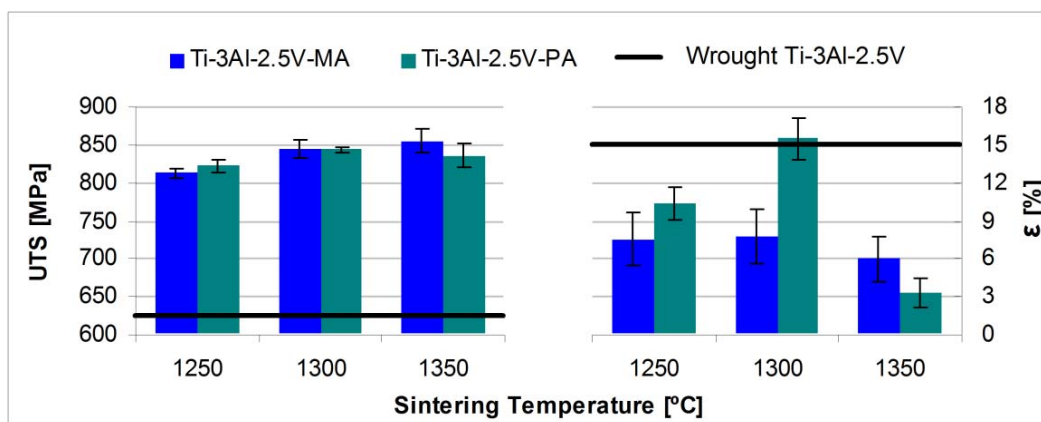 Ti-3Al-2.5V-MA Ti-3Al-2.5V-PA Wrought Ti-3Al-2.5V
900
850
800
750
700
650
600
UTS [MPa]
1250 1300 1350
18
15
12
9
6
3
0
ε [%]
1250 1300 1350
Sintering Temperature [ºC]